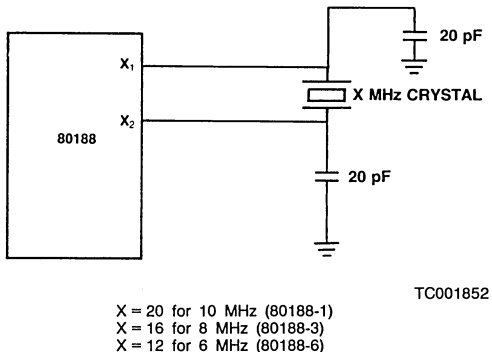 20 pF
X₁
X MHz CRYSTAL
X₂
80188
20 pF
TC001852
X = 20 for 10 MHz (80188-1)
X = 16 for 8 MHz (80188-3)
X = 12 for 6 MHz (80188-6)